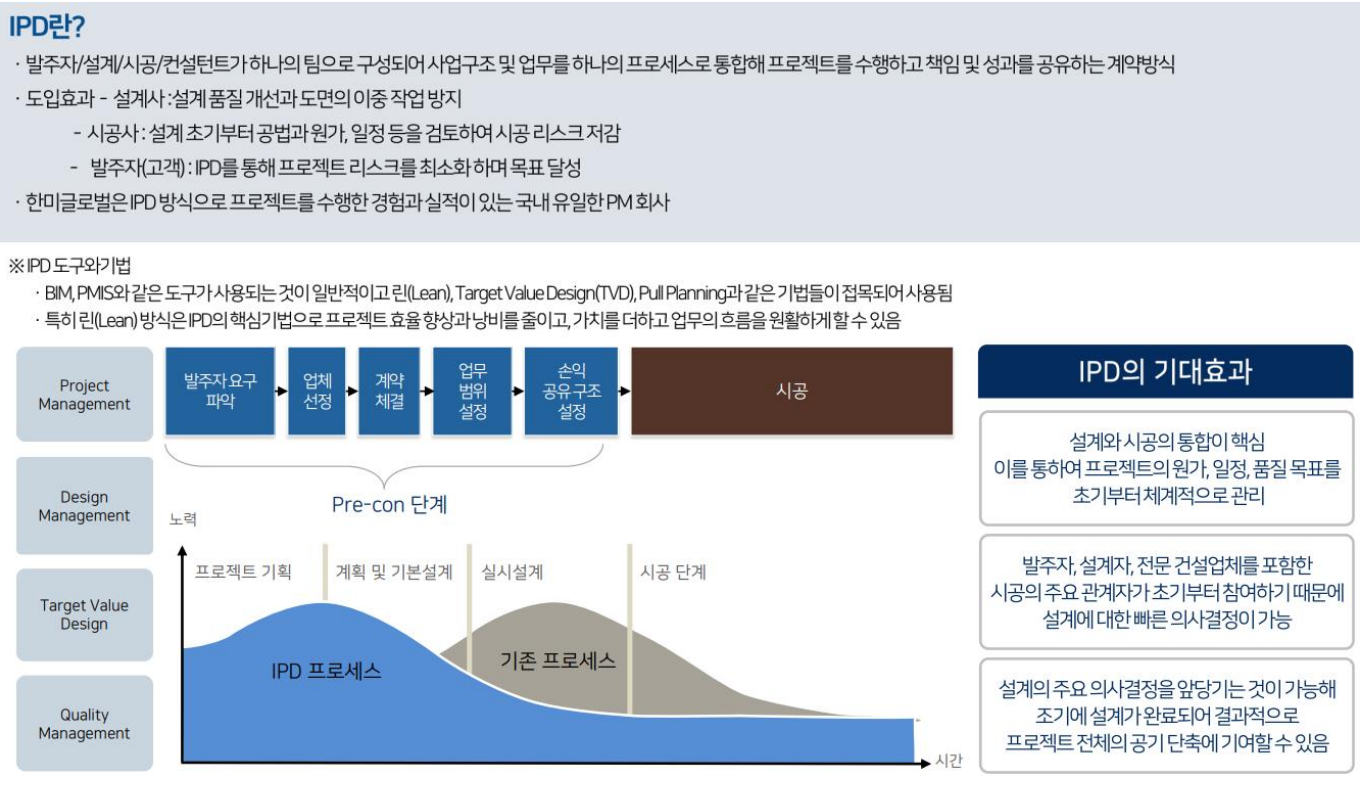 IPD란?
· 발주자/설계/시공/컨설턴트가 하나의 팀으로 구성되어 사업구조 및 업무를 하나의 프로세스로 통합해 프로젝트를 수행하고 책임 및 성과를 공유하는 계약방식
· 도입효과 - 설계사 : 설계 품질 개선과 도면의 이중 작업 방지
- 시공사 : 설계 초기부터 공법과 원가, 일정 등을 검토하여 시공 리스크 저감
- 발주자(고객) : IPD를 통해 프로젝트 리스크를 최소화하며 목표 달성
· 한미글로벌은 IPD 방식으로 프로젝트를 수행한 경험과 실적이 있는 국내 유일한 PM 회사
※ IPD 도구와 기법
· BIM, PMIS와 같은 도구가 사용되는 것이 일반적이고 린(Lean), Target Value Design(TVD), Pull Planning과 같은 기법들이 접목되어 사용됨
· 특히 린(Lean) 방식은 IPD의 핵심기법으로 프로젝트 효율 향상과 낭비를 줄이고, 가치를 더하고 업무의 흐름을 원활하게 할 수 있음
Project
Management
Design
Management
Target Value
Design
Quality
Management
발주자 요구
파악
업체
선정
계약
체결
업무
범위
설정
손익
공유 구조
설정
시공
Pre-con 단계
노력
프로젝트 기획
계획 및 기본설계
실시설계
시공 단계
IPD 프로세스
기존 프로세스
시간
IPD의 기대효과
설계와 시공의 통합이 핵심
이를 통하여 프로젝트의 원가, 일정, 품질 목표를
초기부터 체계적으로 관리
발주자, 설계자, 전문 건설업체를 포함한
시공의 주요 관계자가 초기부터 참여하기 때문에
설계에 대한 빠른 의사결정이 가능
설계의 주요 의사결정을 앞당기는 것이 가능해
조기에 설계가 완료되어 결과적으로
프로젝트 전체의 공기 단축에 기여할 수 있음